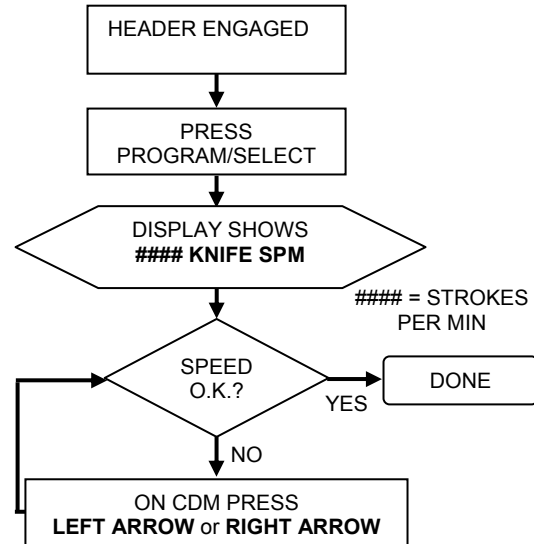 HEADER ENGAGED
PRESS
PROGRAM/SELECT
DISPLAY SHOWS
#### KNIFE SPM
#### = STROKES
PER MIN
SPEED
O.K.?
YES
DONE
NO
ON CDM PRESS
LEFT ARROW or RIGHT ARROW